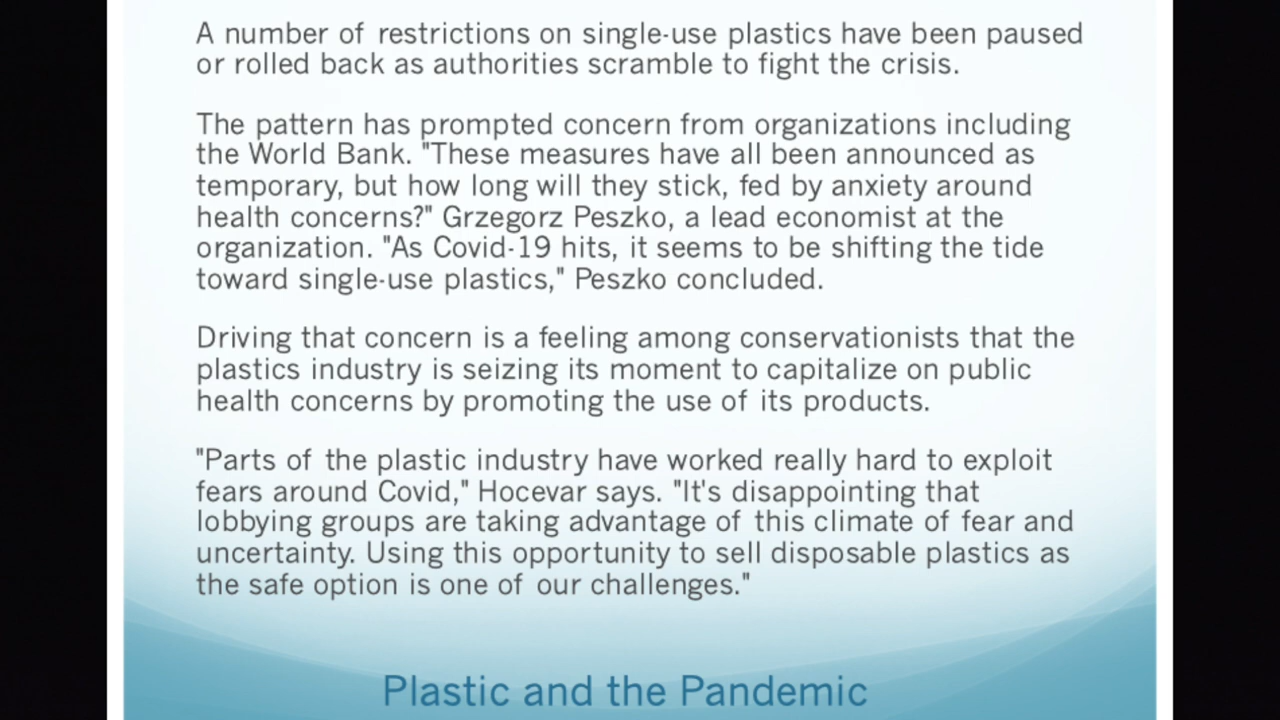 A number of restrictions on single-use plastics have been paused
or rolled back as authorities scramble to fight the crisis.
The pattern has prompted concern from organizations including
the World Bank. "These measures have all been announced as
temporary, but how long will they stick, fed by anxiety around
health concerns?" Grzegorz Peszko, a lead economist at the
organization. "As Covid-19 hits, it seems to be shifting the tide
toward single-use plastics," Peszko concluded.
Driving that concern is a feeling among conservationists that the
plastics industry is seizing its moment to capitalize on public
health concerns by promoting the use of its products.
"Parts of the plastic industry have worked really hard to exploit
fears around Covid," Hocevar says. "It's disappointing that
lobbying groups are taking advantage of this climate of fear and
uncertainty. Using this opportunity to sell disposable plastics as
the safe option is one of our challenges."
Plastic and the Pandemic